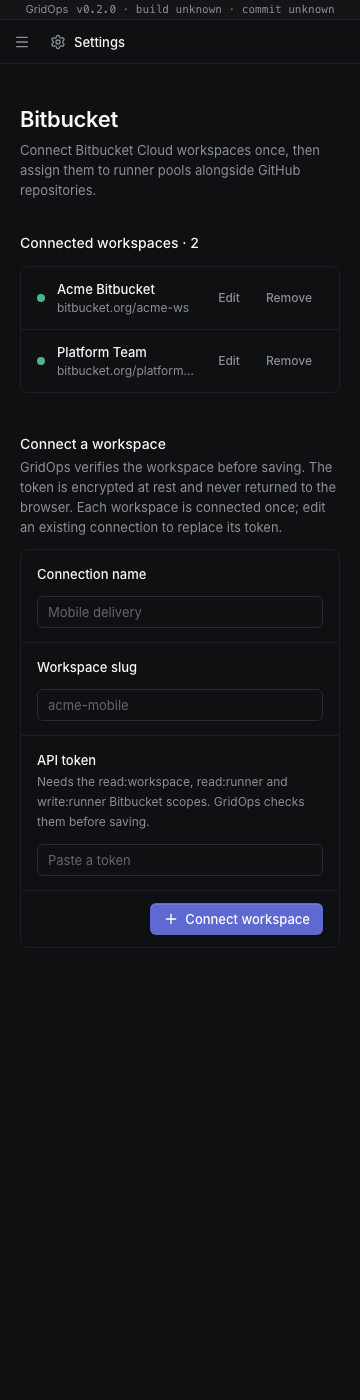 GridOps v0.2.0 · build unknown · commit unknown
Settings
Bitbucket
Connect Bitbucket Cloud workspaces once, then
assign them to runner pools alongside GitHub
repositories.
Connected workspaces · 2
Acme Bitbucket
bitbucket.org/acme-ws
Edit
Remove
Platform Team
bitbucket.org/platform...
Edit
Remove
Connect a workspace
GridOps verifies the workspace before saving. The
token is encrypted at rest and never returned to the
browser. Each workspace is connected once; edit
an existing connection to replace its token.
Connection name
Mobile delivery
Workspace slug
acme-mobile
API token
Needs the read:workspace, read:runner and
write:runner Bitbucket scopes. GridOps checks
them before saving.
Paste a token
Connect workspace